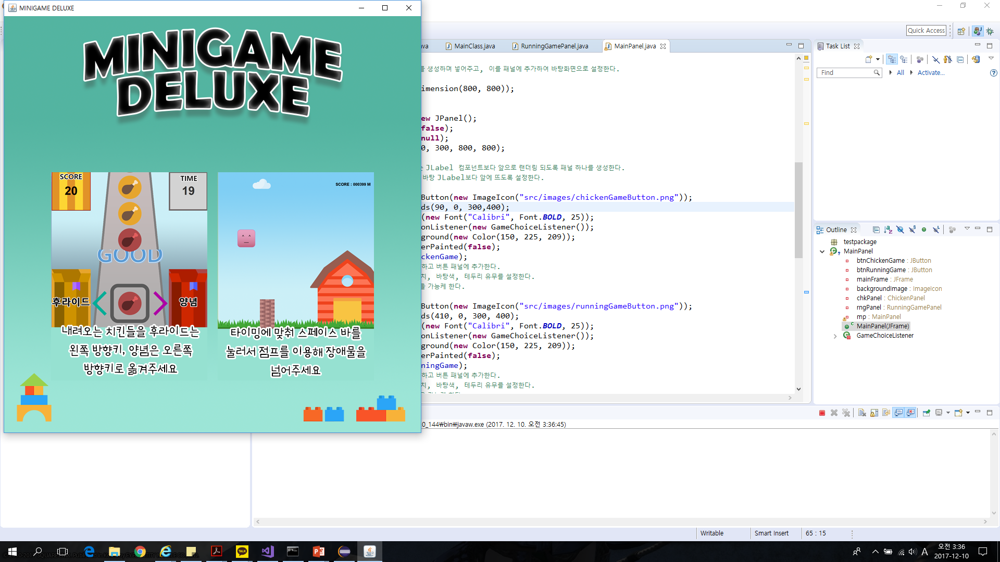 MINIGAME DELUXE
MINIGAME
DELUXE
SCORE
20
TIME
19
GOOD
후라이드
양념
내려오는 치킨들을 후라이드는
왼쪽 방향키, 양념은 오른쪽
방향키로 옮겨주세요
SCORE : 000399 M
타이밍에 맞춰 스페이스 바를
눌러서 점프를 이용해 장애물을
넘어주세요
Quick Access
MainClass.java
RunningGamePanel.java
MainPanel.java
생성하며 넣어주고, 이를 패널에 추가하여 바탕화면으로 설정한다.
imension(800, 800));
ew JPanel();
false);
null);
0, 300, 800, 800);
JLabel 컴포넌트보다 앞으로 랜더링 되도록 패널 하나를 생성한다.
바탕 JLabel보다 앞에 뜨도록 설정한다.
Button(new ImageIcon("src/images/chickenGameButton.png"));
ds(90, 0, 300,400);
(new Font("Calibri", Font.BOLD, 25));
onListener(new GameChoiceListener());
ground(new Color(150, 225, 209));
erPainted(false);
ckenGame);
하고 버튼 패널에 추가한다.
치, 바탕색, 테두리 유무를 설정한다.
을 가능케 한다.
Button(new ImageIcon("src/images/runningGameButton.png"));
ds(410, 0, 300, 400);
(new Font("Calibri", Font.BOLD, 25));
onListener(new GameChoiceListener());
ground(new Color(150, 225, 209));
erPainted(false);
ningGame);
하고 버튼 패널에 추가한다.
치, 바탕색, 테두리 유무를 설정한다.
Task List
Find
All
Activate...
Outline
testpackage
MainPanel
btnChickenGame : JButton
btnRunningGame : JButton
mainFrame : JFrame
backgroundImage : ImageIcon
chkPanel : ChickenPanel
rngPanel : RunningGamePanel
mp : MainPanel
MainPanel(JFrame)
GameChoiceListener
0_144₩bin₩javaw.exe (2017. 12. 10. 오전 3:36:45)
Writable
Smart Insert
65 : 15
TALK
A
오전 3:36
2017-12-10